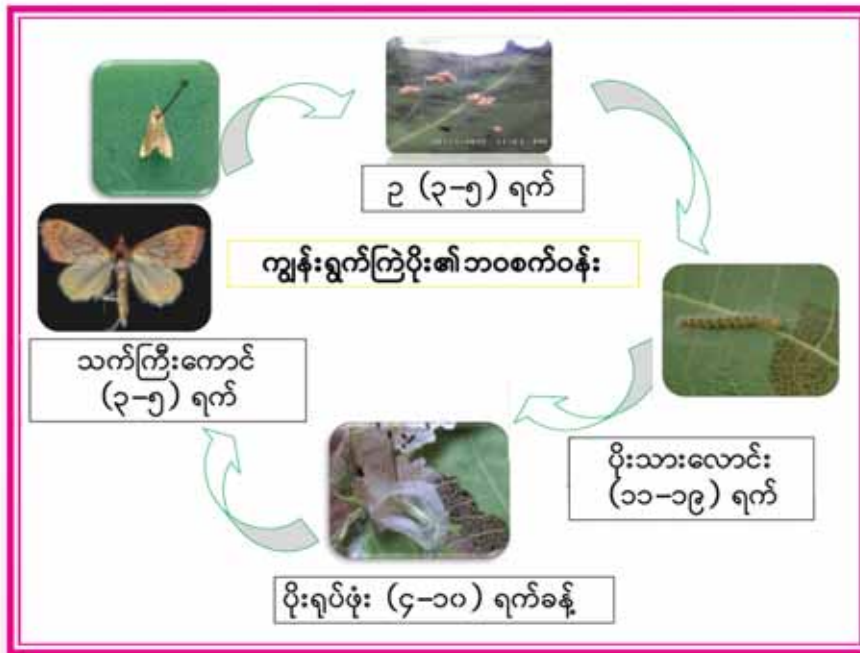 ဥ (၃–၅) ရက်
ကျွန်းရွက်ကြဲပိုး၏ဘဝစက်ဝန်း
သက်ကြီးကောင်
(၃–၅) ရက်
ပိုးသားလောင်း
(၁၁–၁၉) ရက်
ပိုးရုပ်ဖုံး (၄–၁၀) ရက်ခန့်